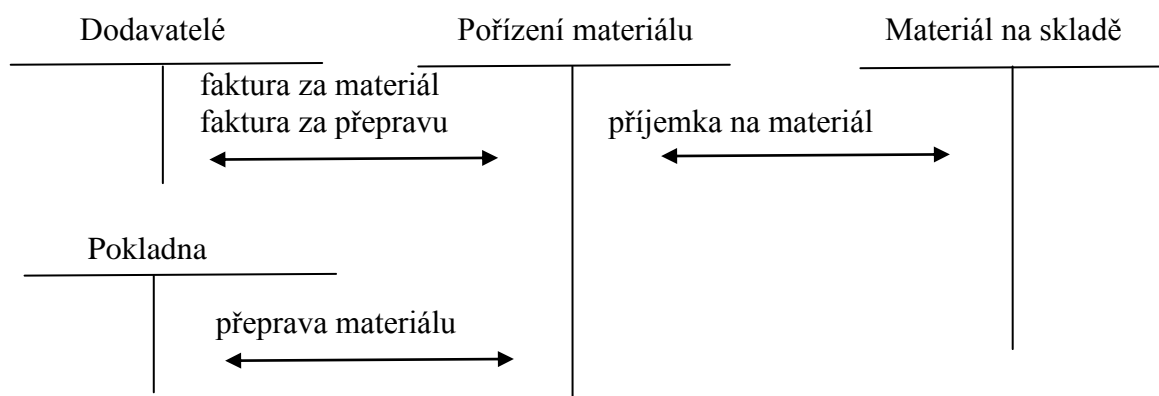 Dodavatelé
Pořízení materiálu
Materiál na skladě
faktura za materiál
faktura za přepravu
příjemka na materiál
Pokladna
přeprava materiálu